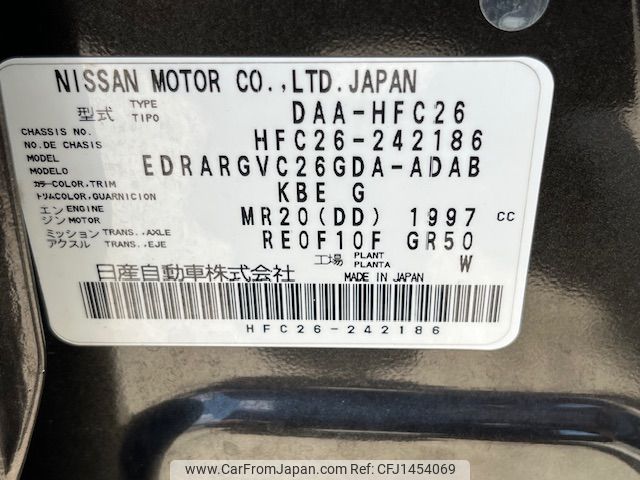 NISSAN MOTOR CO.,LTD.JAPAN
型式 TYPE TIPO DAA-HFC26
CHASSIS NO. NO.DE CHASIS HFC26-242186
MODEL MODELO EDRARGVC26GDA-ADAB
カラー COLOR,TRIM トリム COLOR,GUARNICION KBE G
エンジン ENGINE MOTOR MR20(DD) 1997 CC
ミッション TRANS.,AXLE アクスル TRANS.,EJE RE0F10F GR50
工場 PLANT PLANTA W
日産自動車株式会社 MADE IN JAPAN
HFC26-242186
www.CarFromJapan.com | © CarFromJapan - CFJ1454069